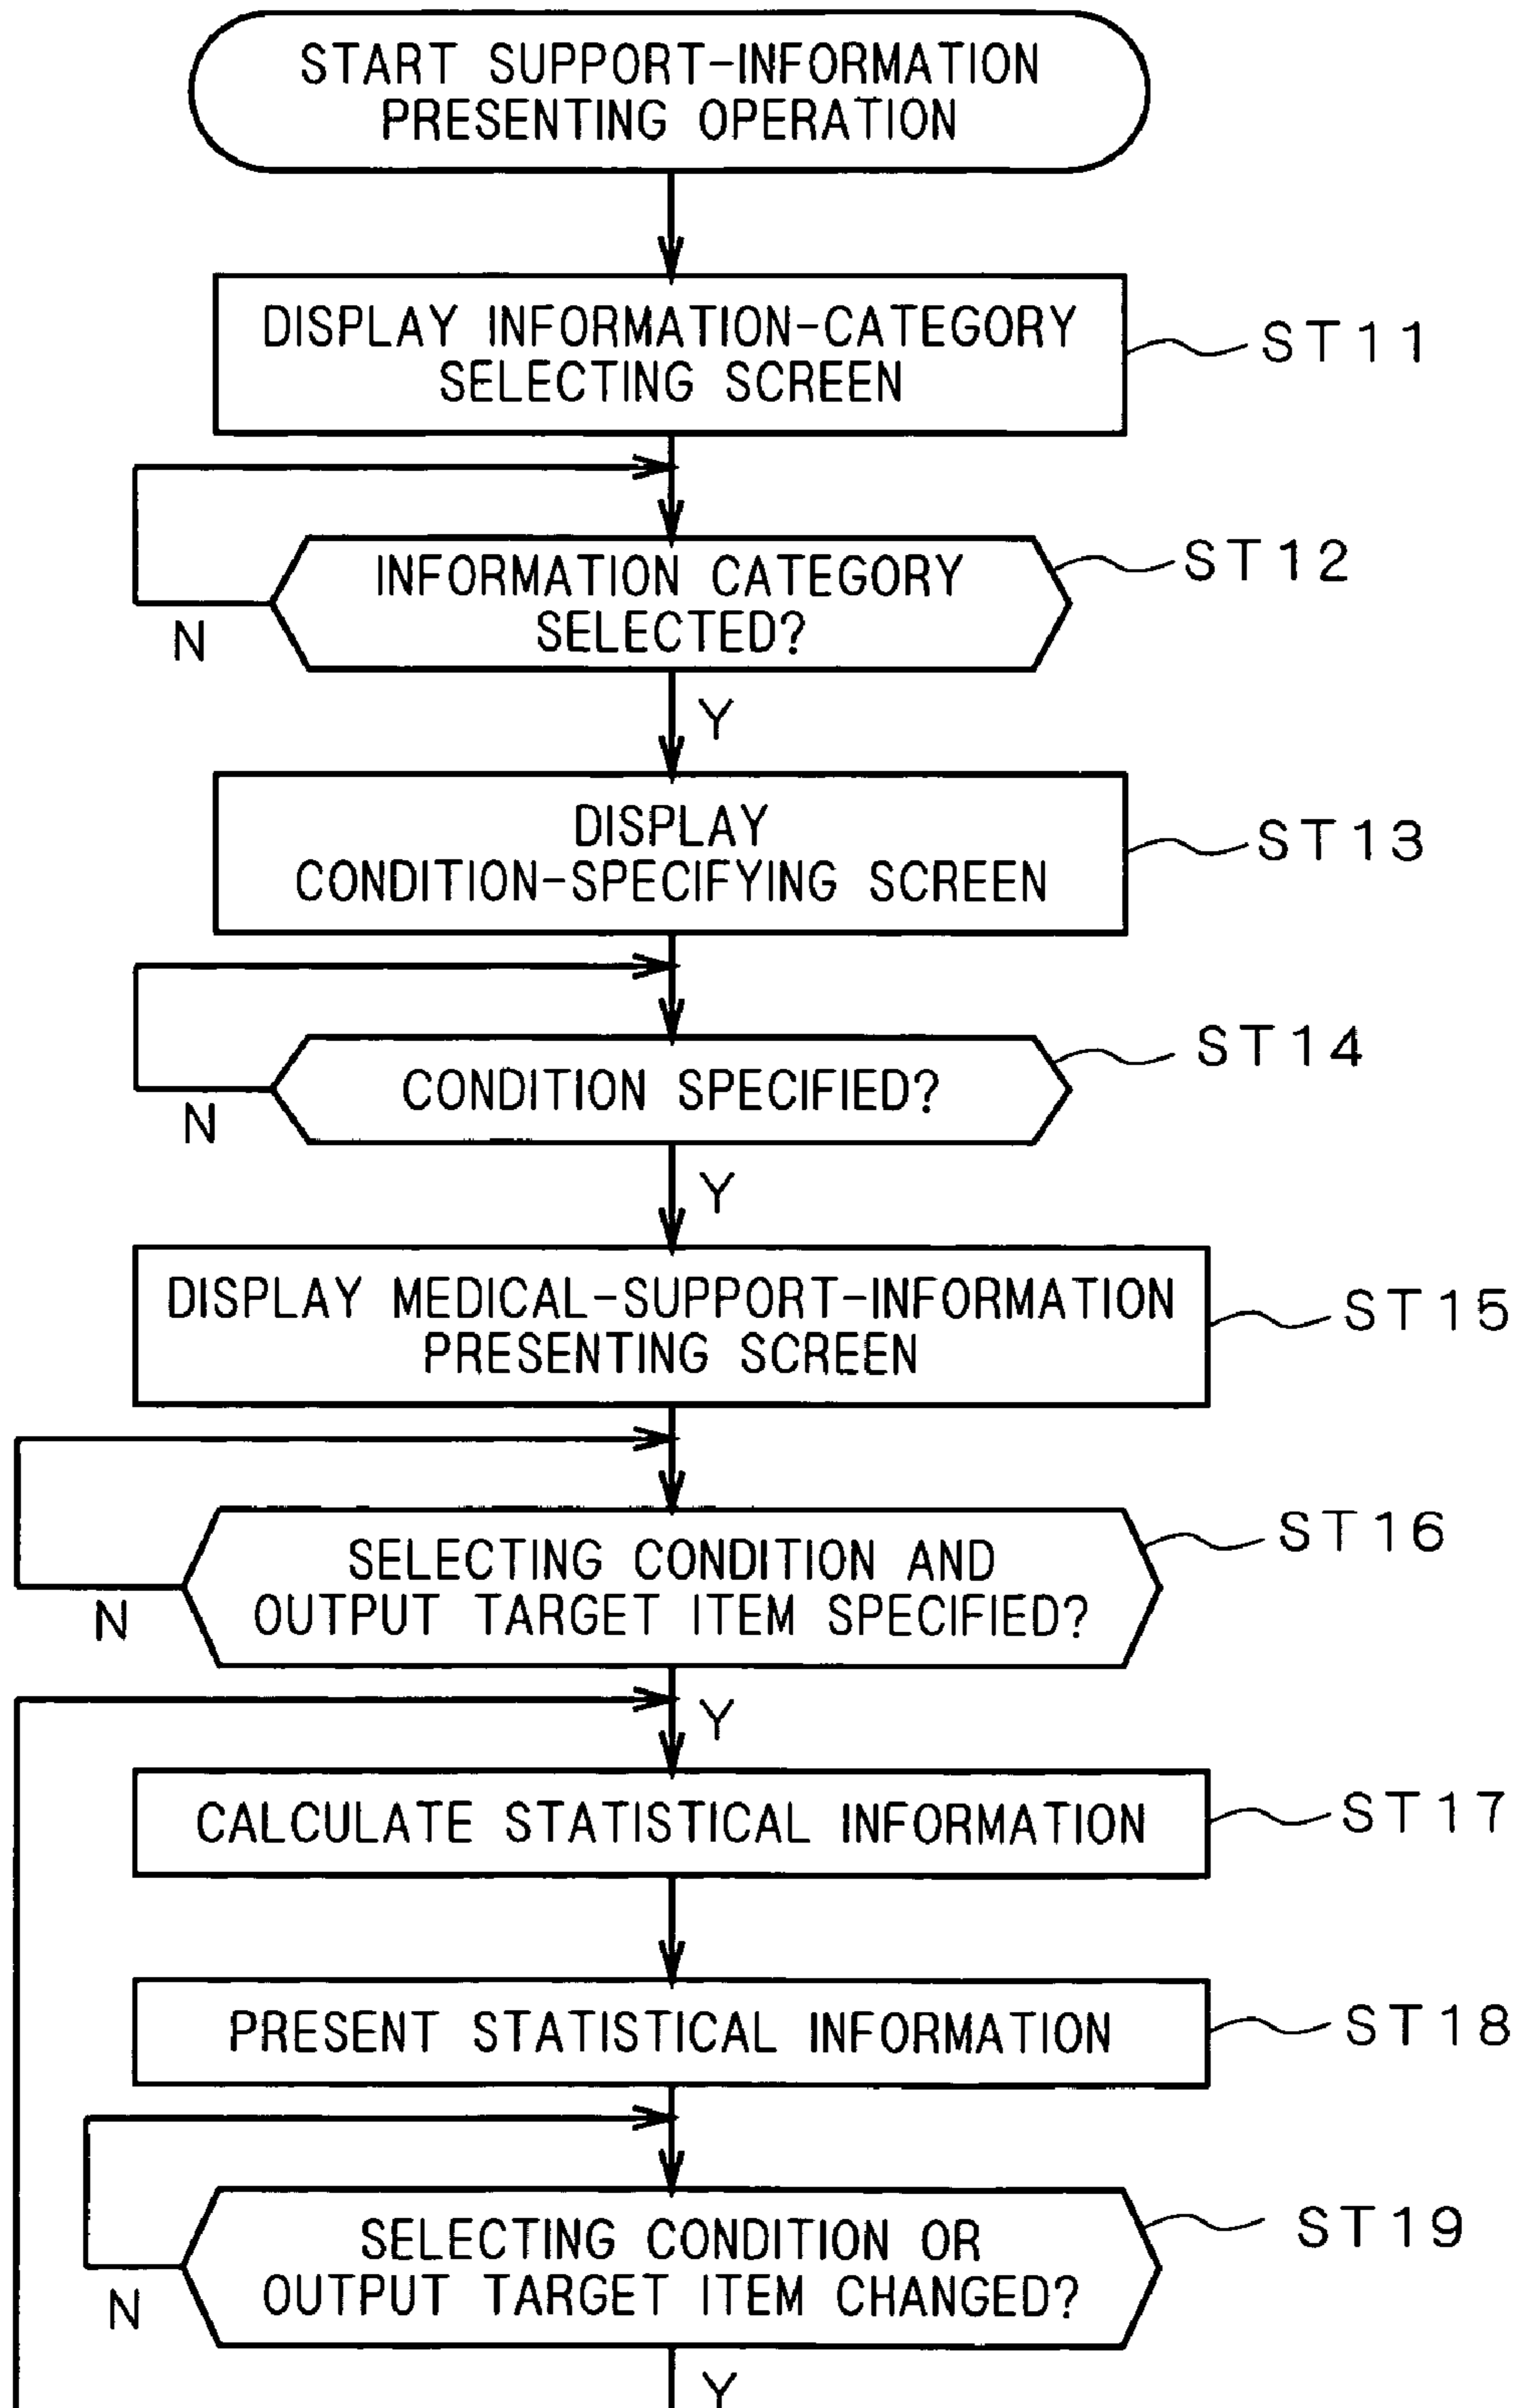 START SUPPORT-INFORMATION
PRESENTING OPERATION
DISPLAY INFORMATION-CATEGORY
SELECTING SCREEN
ST11
INFORMATION CATEGORY
SELECTED?
ST12
N
Y
DISPLAY
CONDITION-SPECIFYING SCREEN
ST13
CONDITION SPECIFIED?
ST14
N
Y
DISPLAY MEDICAL-SUPPORT-INFORMATION
PRESENTING SCREEN
ST15
SELECTING CONDITION AND
OUTPUT TARGET ITEM SPECIFIED?
ST16
N
Y
CALCULATE STATISTICAL INFORMATION
ST17
PRESENT STATISTICAL INFORMATION
ST18
SELECTING CONDITION OR
OUTPUT TARGET ITEM CHANGED?
ST19
N
Y